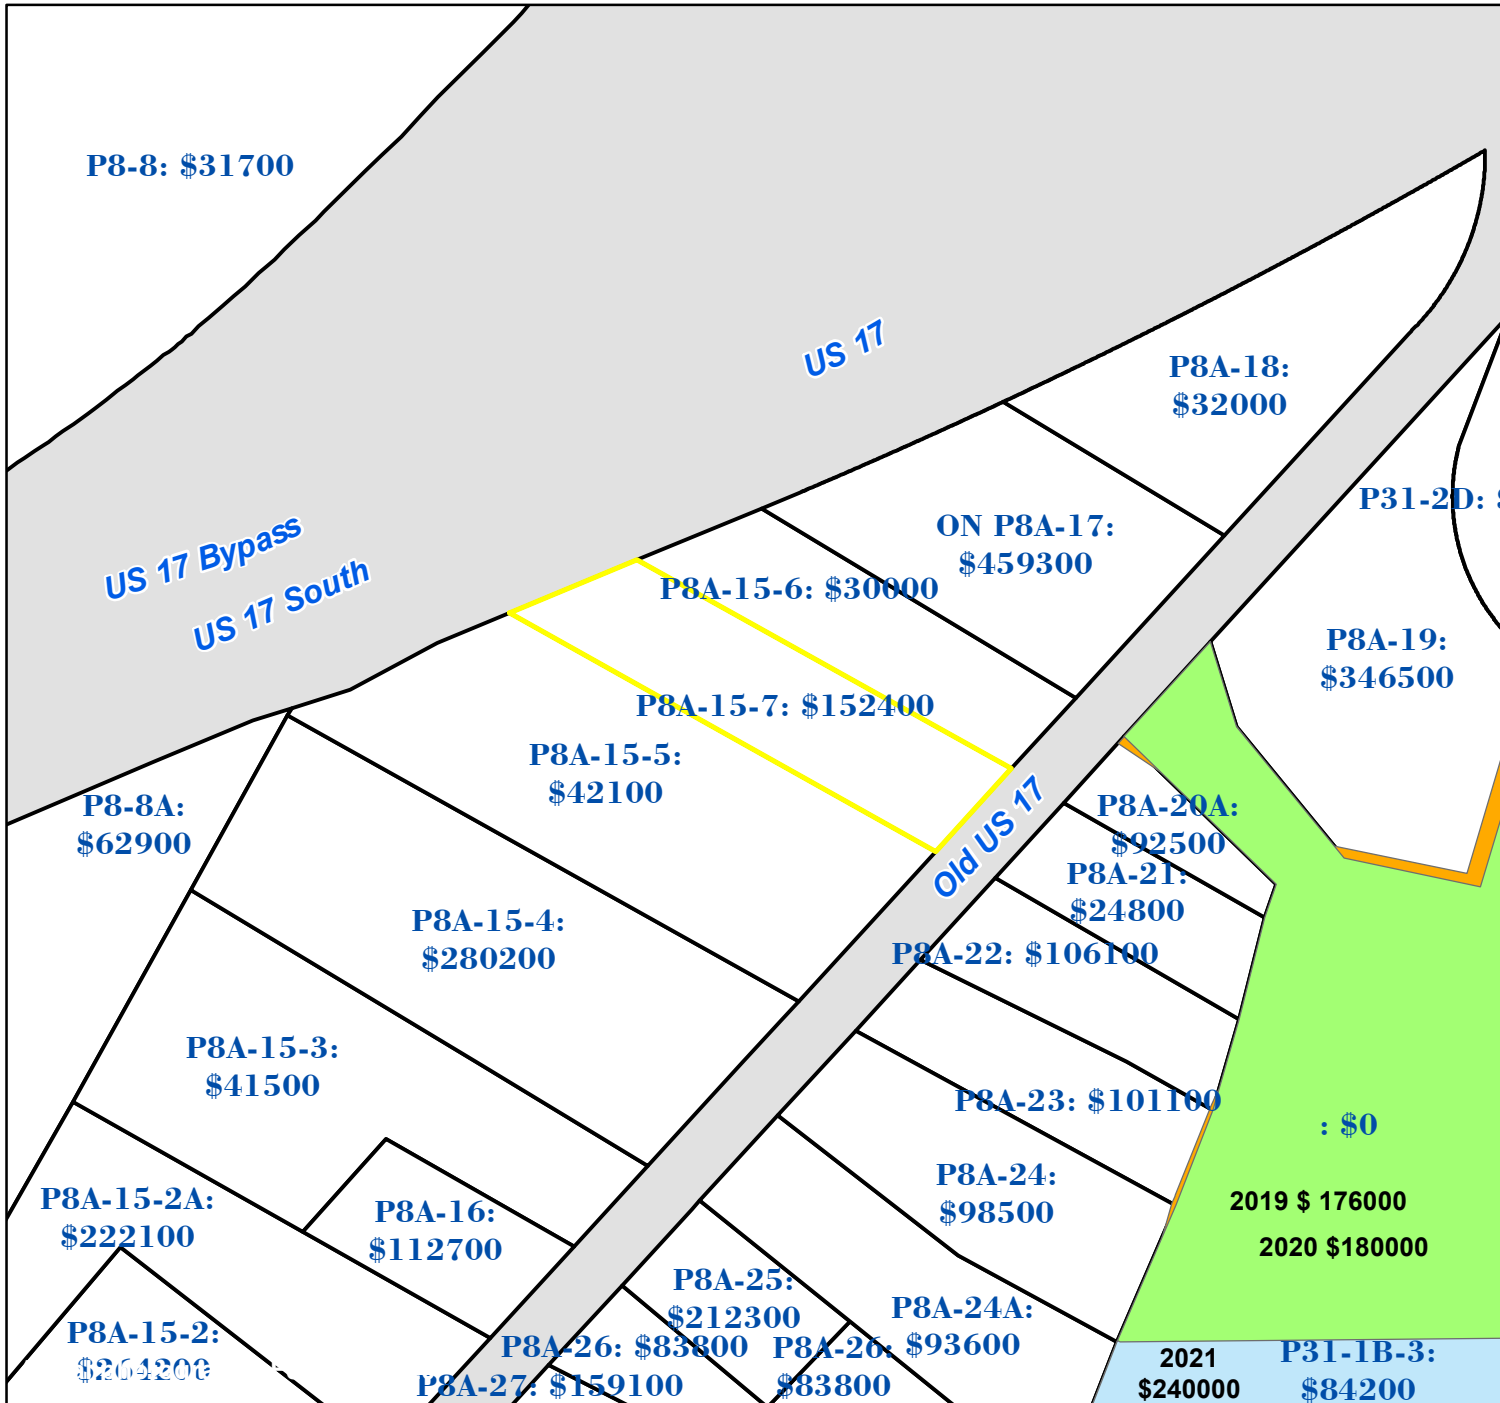 P8-8: $31700
US 17
P8A-18:
$32000
P31-2D:
US 17 Bypass
US 17 South
ON P8A-17:
$459300
P8A-15-6: $30000
P8A-19:
$346500
P8A-15-7: $152400
P8A-15-5:
$42100
Old US 17
P8-8A:
$62900
P8A-20A:
$92500
P8A-21:
$24800
P8A-15-4:
$280200
P8A-22: $106100
P8A-15-3:
$41500
P8A-23: $101100
: $0
P8A-24:
$98500
2019 $ 176000
2020 $180000
P8A-15-2A:
$222100
P8A-16:
$112700
P8A-25:
$212300
P8A-24A:
$93600
P8A-15-2:
$264200
P8A-26: $83800
P8A-26:
$83800
P8A-27: $159100
2021
$240000
P31-1B-3:
$84200